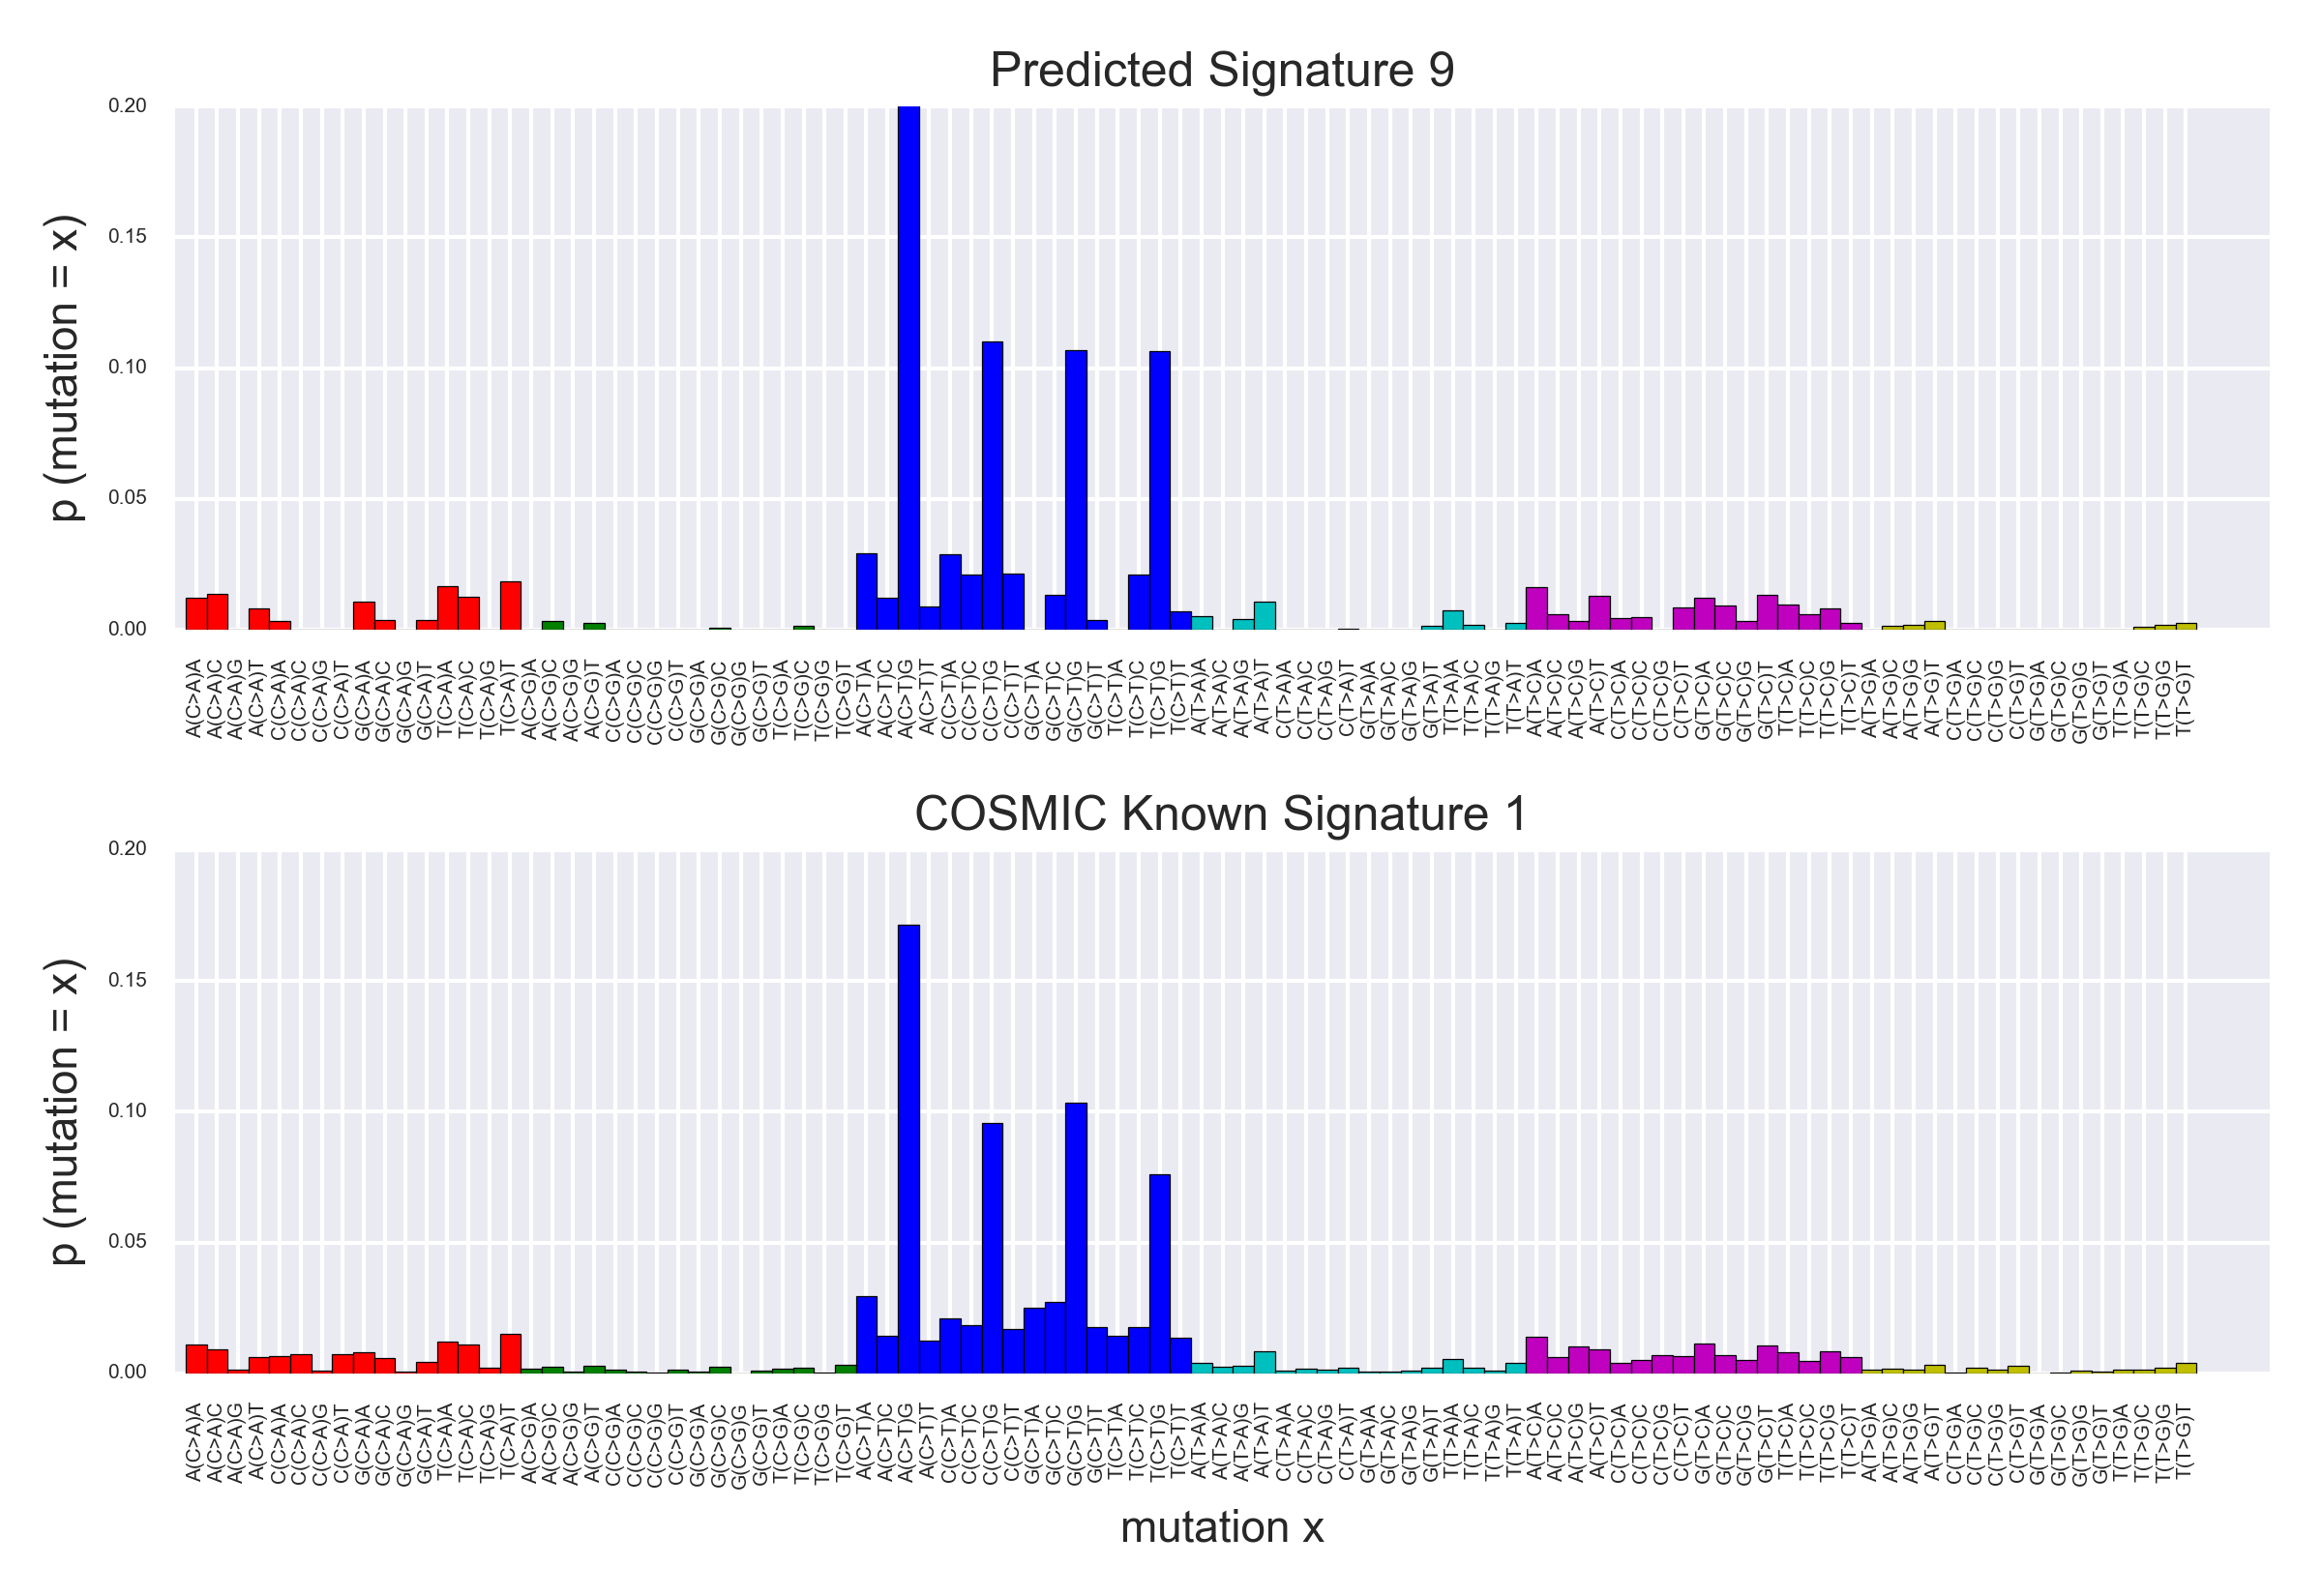 Predicted Signature 9
p (mutation = x)
0.20
0.15
0.10
0.05
0.00
A(C>A)A A(C>A)C A(C>A)G A(C>A)T C(C>A)A C(C>A)C C(C>A)G C(C>A)T G(C>A)A G(C>A)C G(C>A)G G(C>A)T T(C>A)A T(C>A)C T(C>A)G T(C>A)T A(C>G)A A(C>G)C A(C>G)G A(C>G)T C(C>G)A C(C>G)C C(C>G)G C(C>G)T G(C>G)A G(C>G)C G(C>G)G G(C>G)T T(C>G)A T(C>G)C T(C>G)G T(C>G)T A(C>T)A A(C>T)C A(C>T)G A(C>T)T C(C>T)A C(C>T)C C(C>T)G C(C>T)T G(C>T)A G(C>T)C G(C>T)G G(C>T)T T(C>T)A T(C>T)C T(C>T)G T(C>T)T A(T>A)A A(T>A)C A(T>A)G A(T>A)T C(T>A)A C(T>A)C C(T>A)G C(T>A)T G(T>A)A G(T>A)C G(T>A)G G(T>A)T T(T>A)A T(T>A)C T(T>A)G T(T>A)T A(T>C)A A(T>C)C A(T>C)G A(T>C)T C(T>C)A C(T>C)C C(T>C)G C(T>C)T G(T>C)A G(T>C)C G(T>C)G G(T>C)T T(T>C)A T(T>C)C T(T>C)G T(T>C)T A(T>G)A A(T>G)C A(T>G)G A(T>G)T C(T>G)A C(T>G)C C(T>G)G C(T>G)T G(T>G)A G(T>G)C G(T>G)G G(T>G)T T(T>G)A T(T>G)C T(T>G)G T(T>G)T
COSMIC Known Signature 1
p (mutation = x)
0.20
0.15
0.10
0.05
0.00
A(C>A)A A(C>A)C A(C>A)G A(C>A)T C(C>A)A C(C>A)C C(C>A)G C(C>A)T G(C>A)A G(C>A)C G(C>A)G G(C>A)T T(C>A)A T(C>A)C T(C>A)G T(C>A)T A(C>G)A A(C>G)C A(C>G)G A(C>G)T C(C>G)A C(C>G)C C(C>G)G C(C>G)T G(C>G)A G(C>G)C G(C>G)G G(C>G)T T(C>G)A T(C>G)C T(C>G)G T(C>G)T A(C>T)A A(C>T)C A(C>T)G A(C>T)T C(C>T)A C(C>T)C C(C>T)G C(C>T)T G(C>T)A G(C>T)C G(C>T)G G(C>T)T T(C>T)A T(C>T)C T(C>T)G T(C>T)T A(T>A)A A(T>A)C A(T>A)G A(T>A)T C(T>A)A C(T>A)C C(T>A)G C(T>A)T G(T>A)A G(T>A)C G(T>A)G G(T>A)T T(T>A)A T(T>A)C T(T>A)G T(T>A)T A(T>C)A A(T>C)C A(T>C)G A(T>C)T C(T>C)A C(T>C)C C(T>C)G C(T>C)T G(T>C)A G(T>C)C G(T>C)G G(T>C)T T(T>C)A T(T>C)C T(T>C)G T(T>C)T A(T>G)A A(T>G)C A(T>G)G A(T>G)T C(T>G)A C(T>G)C C(T>G)G C(T>G)T G(T>G)A G(T>G)C G(T>G)G G(T>G)T T(T>G)A T(T>G)C T(T>G)G T(T>G)T
mutation x